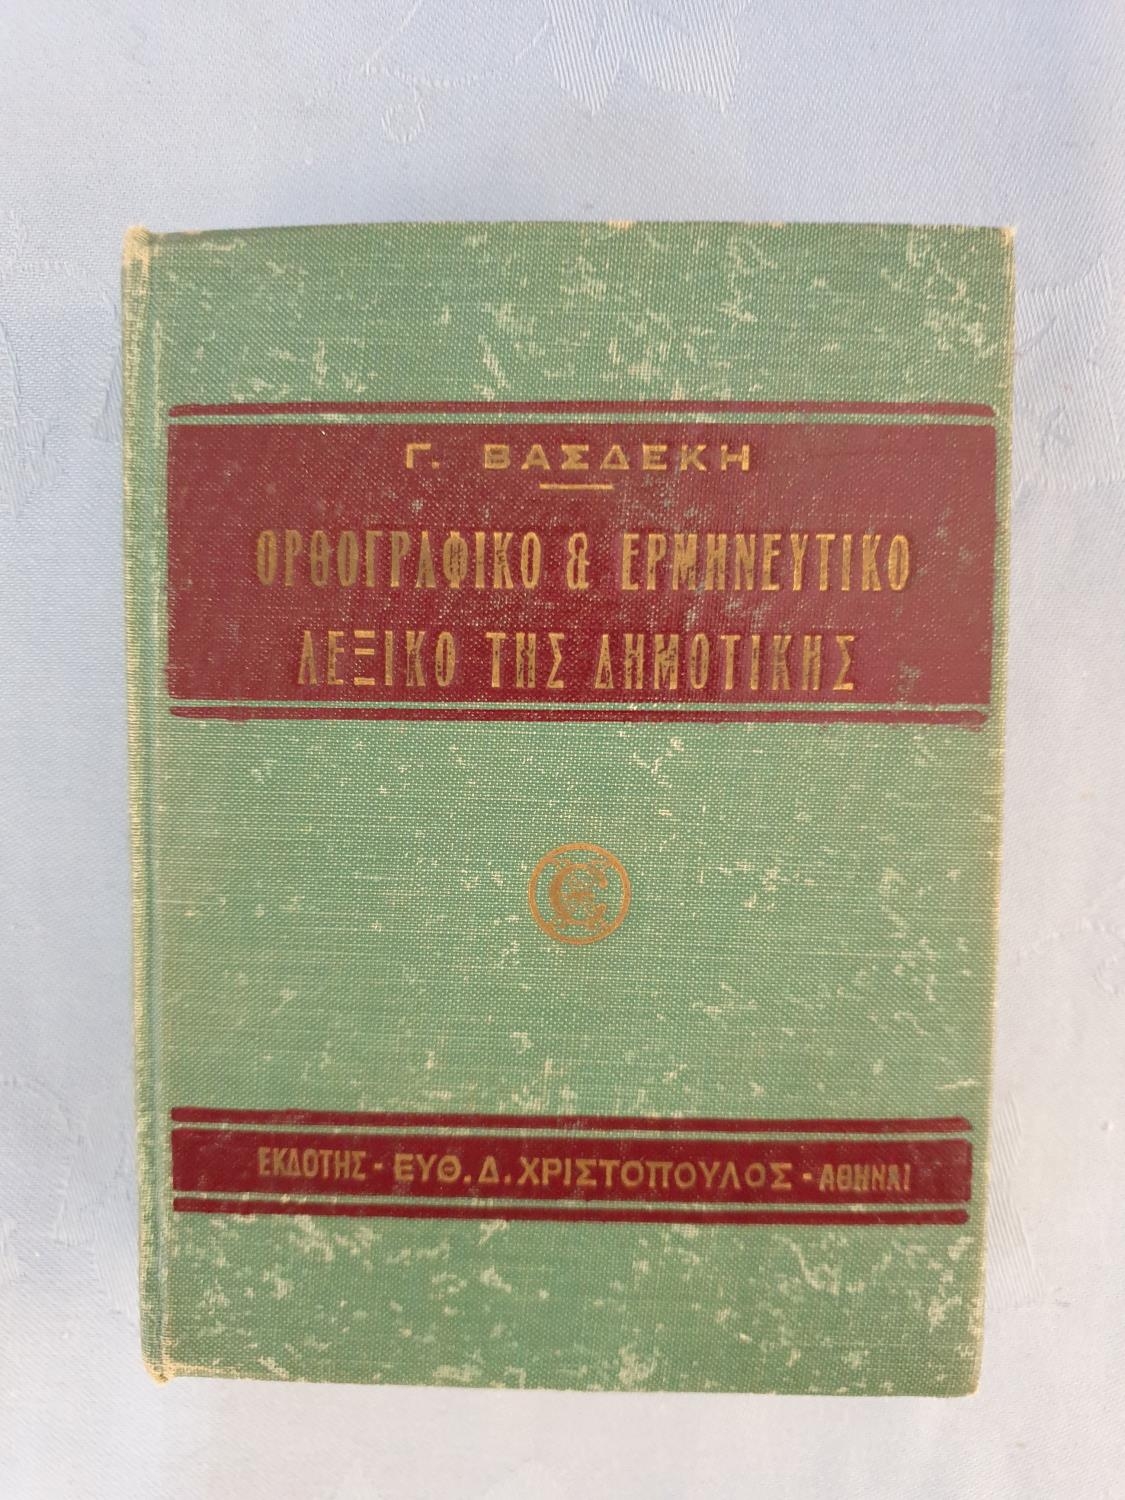 Γ. ΒΑΣΔΕΚΗ
ΟΡΘΟΓΡΑΦΙΚΟ & ΕΡΜΗΝΕΥΤΙΚΟ
ΛΕΞΙΚΟ ΤΗΣ ΔΗΜΟΤΙΚΗΣ
ΕΚΔΟΤΗΣ - ΕΥΘ. Δ. ΧΡΙΣΤΟΠΟΥΛΟΣ - ΑΘΗΝΑΙ